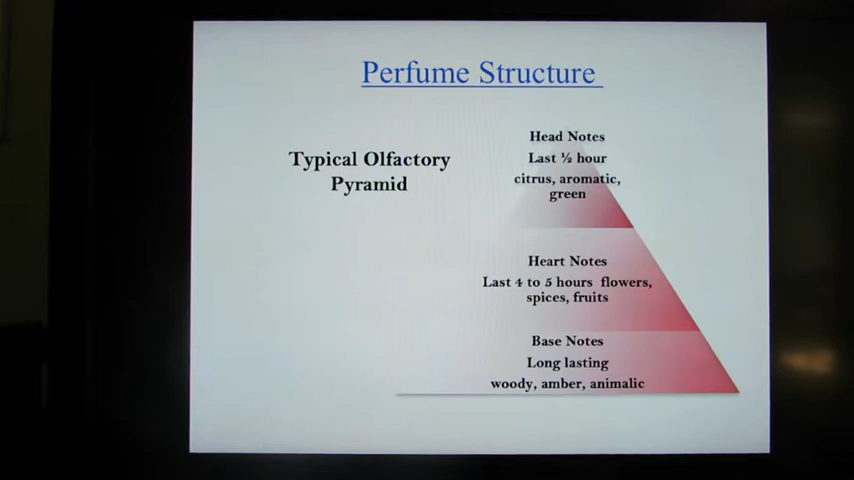 Perfume Structure
Typical Olfactory
Pyramid
Head Notes
Last ½ hour
citrus, aromatic,
green
Heart Notes
Last 4 to 5 hours flowers,
spices, fruits
Base Notes
Long lasting
woody, amber, animalic